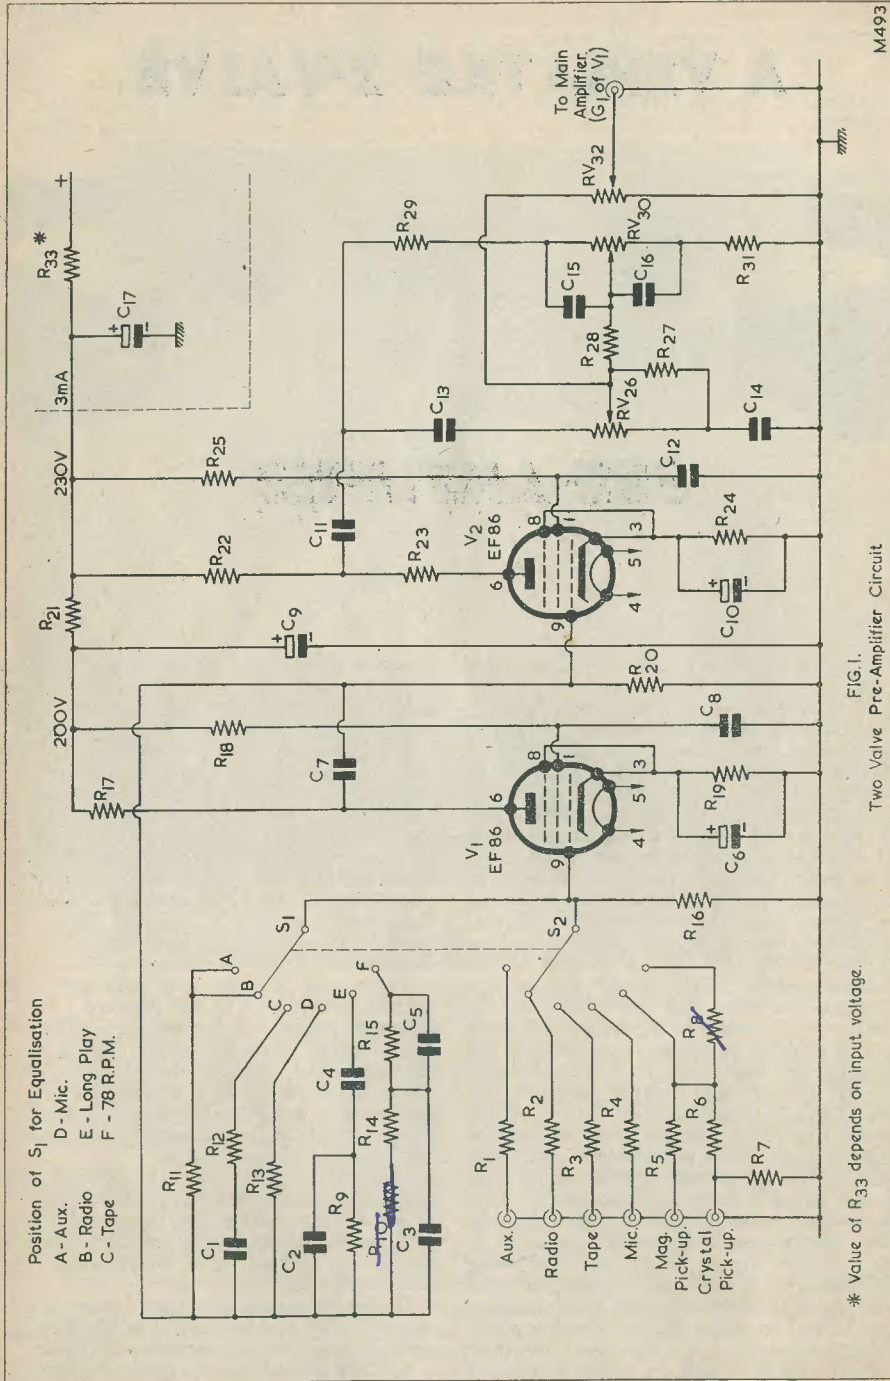 Position of S1 for Equalisation
A - Aux. D - Mic.
B - Radio E - Long Play
C - Tape F - 78 R.P.M.
R11
C1
R12
R13
C2
R9
C4
R10
R14
R15
C3
C5
A
B
C
D
E
F
S1
Aux.
Radio
Tape
Mic.
Mag.
Pick-up.
Crystal
Pick-up.
R1
R2
R3
R4
R5
R6
R7
R8
S2
R16
200V
R17
R18
C7
V1
EF86
6
9
8
1
3
5
4
C6
R19
C8
R20
R21
C9
230V
R22
R25
C11
R23
V2
EF86
6
9
8
1
3
5
4
C10
R24
C12
3mA
C17
+
-
R33 *
+
C13
RV26
C14
R27
R28
C15
C16
R29
RV30
R31
RV32
To Main
Amplifier.
(G1 of V1)
* Value of R33 depends on input voltage.
FIG.1.
Two Valve Pre-Amplifier Circuit
M493